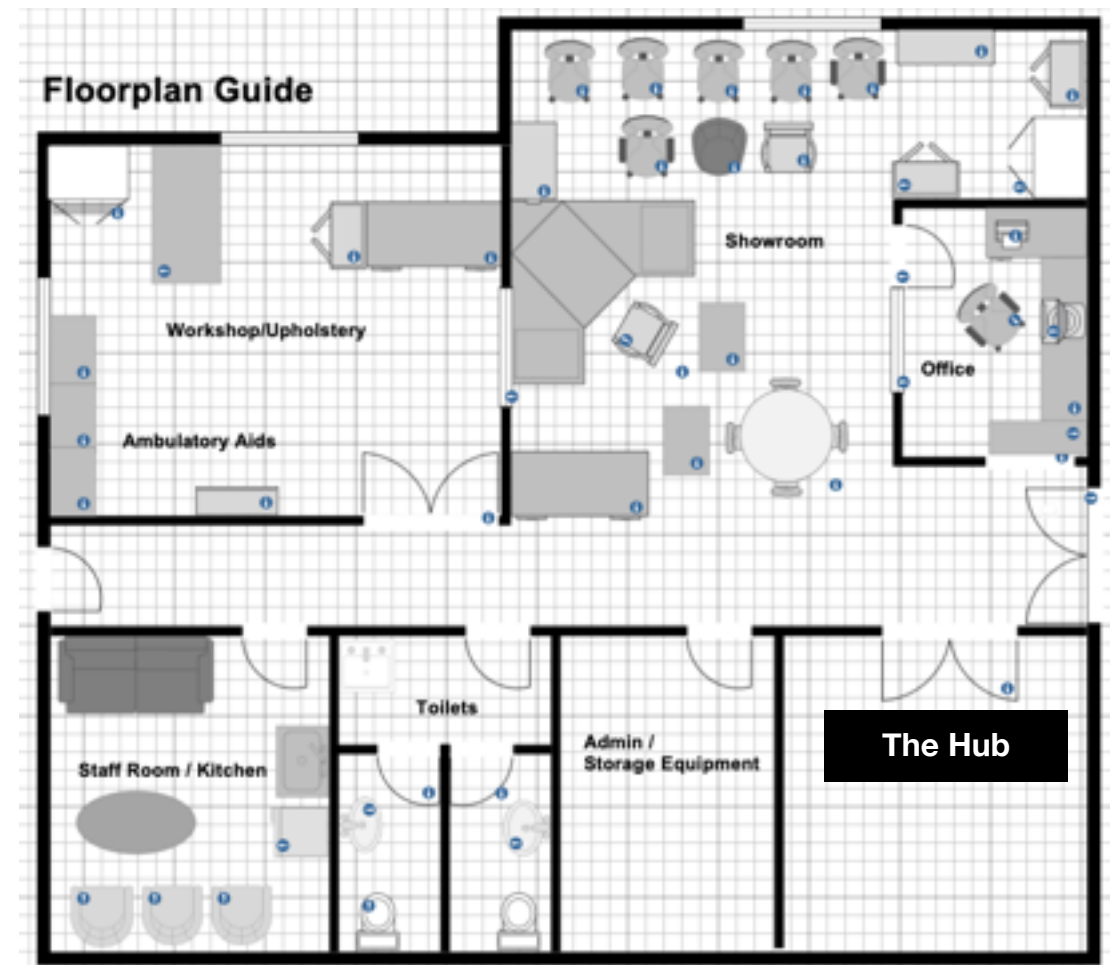 Floorplan Guide
Showroom
Workshop/Upholstery
Office
Ambulatory Aids
Toilets
Admin /
Storage Equipment
The Hub
Staff Room / Kitchen